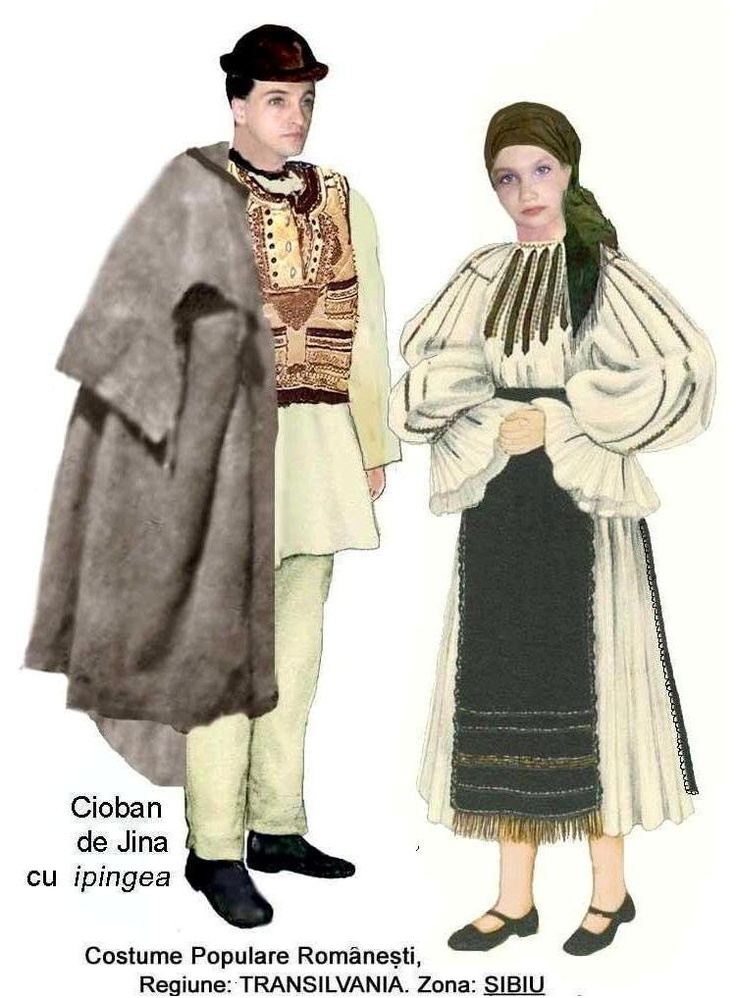 Cioban
de Jina
cu ipingea
Costume Populare Românești,
Regiune: TRANSILVANIA. Zona: SIBIU